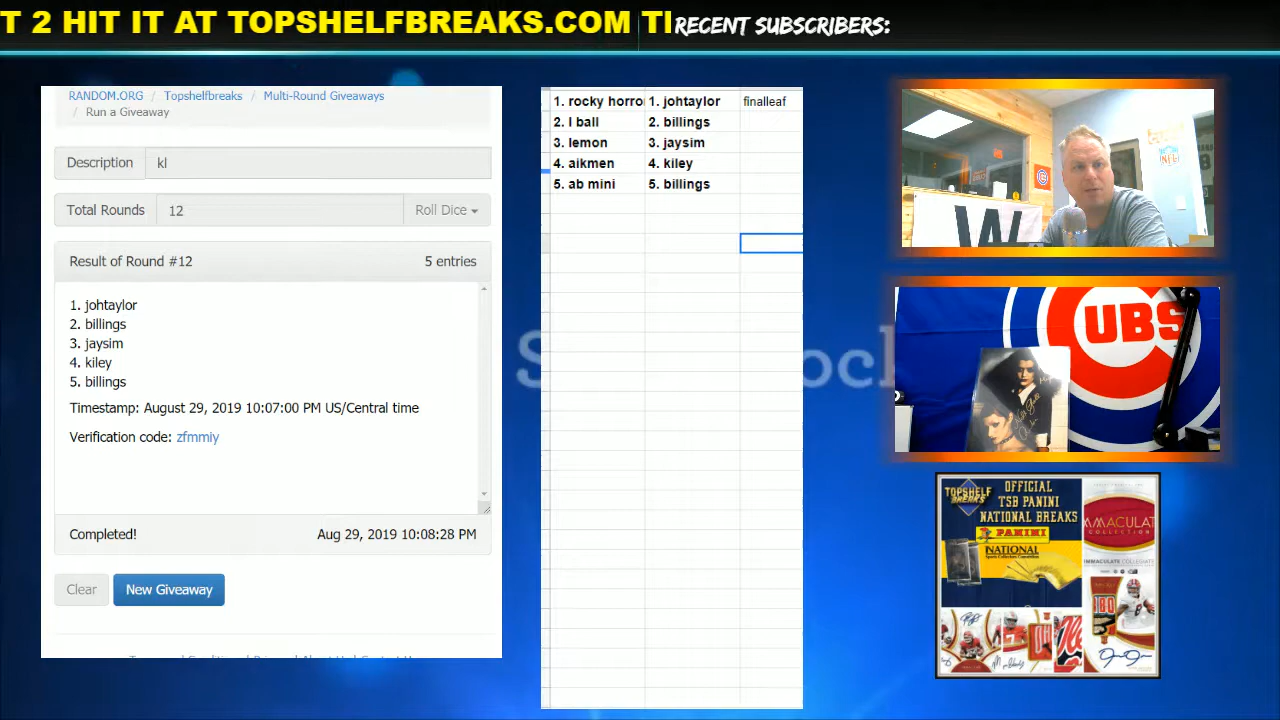 T 2 HIT IT AT TOPSHELFBREAKS.COM
RECENT SUBSCRIBERS:
RANDOM.ORG / Topshelfbreaks / Multi-Round Giveaways /
Run a Giveaway
Description kl
Total Rounds 12 Roll Dice
Result of Round #12 5 entries
1. johtaylor
2. billings
3. jaysim
4. kiley
5. billings
Timestamp: August 29, 2019 10:07:00 PM US/Central time
Verification code: zfmmiy
Completed! Aug 29, 2019 10:08:28 PM
Clear New Giveaway
1. rocky horro 1. johtaylor finalleaf
2. l ball 2. billings
3. lemon 3. jaysim
4. aikmen 4. kiley
5. ab mini 5. billings
W
UBS
TOPSHELF
BREAKS
OFFICIAL
TSB PANINI
NATIONAL BREAKS
PANINI
NATIONAL
MMACULAT
COLLECTION
IMMACULATE COLLEGIATE